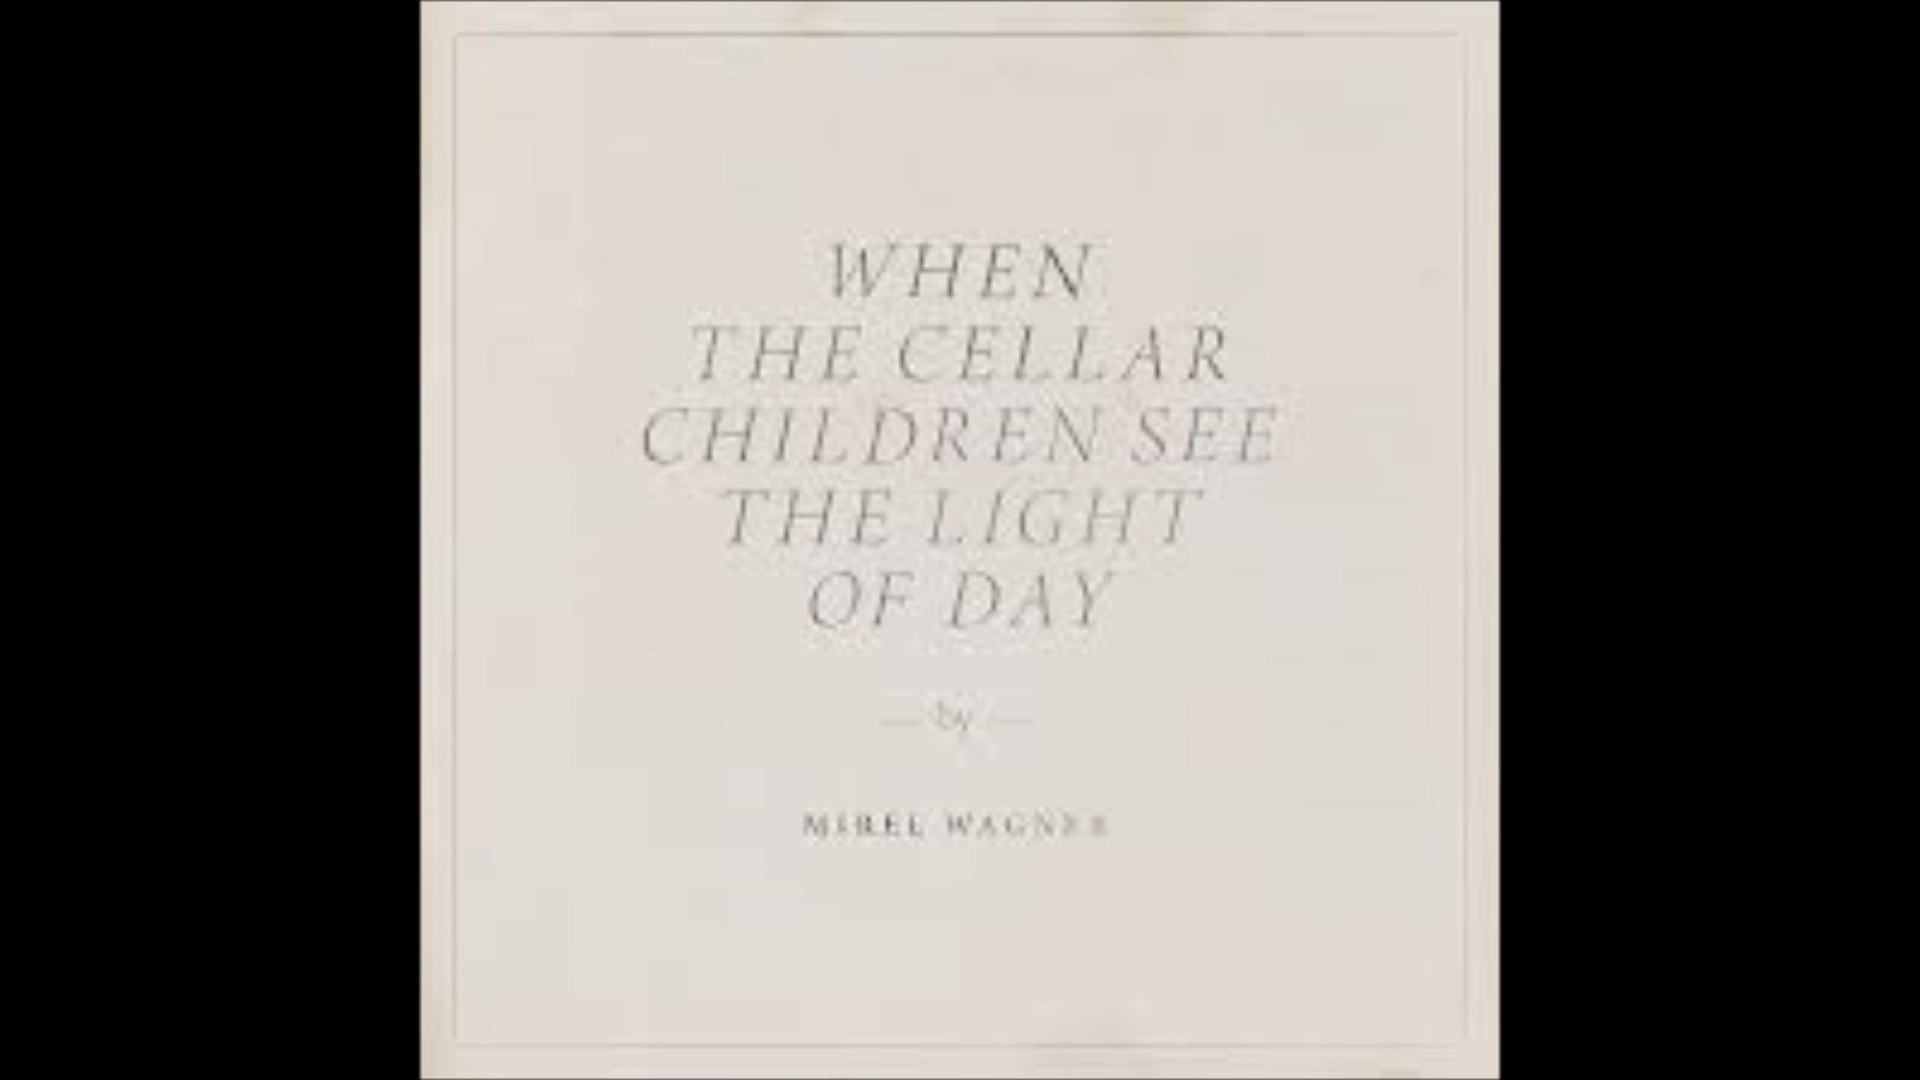 WHEN
THE CELLAR
CHILDREN SEE
THE LIGHT
OF DAY
— by —
MIREL WAGNER